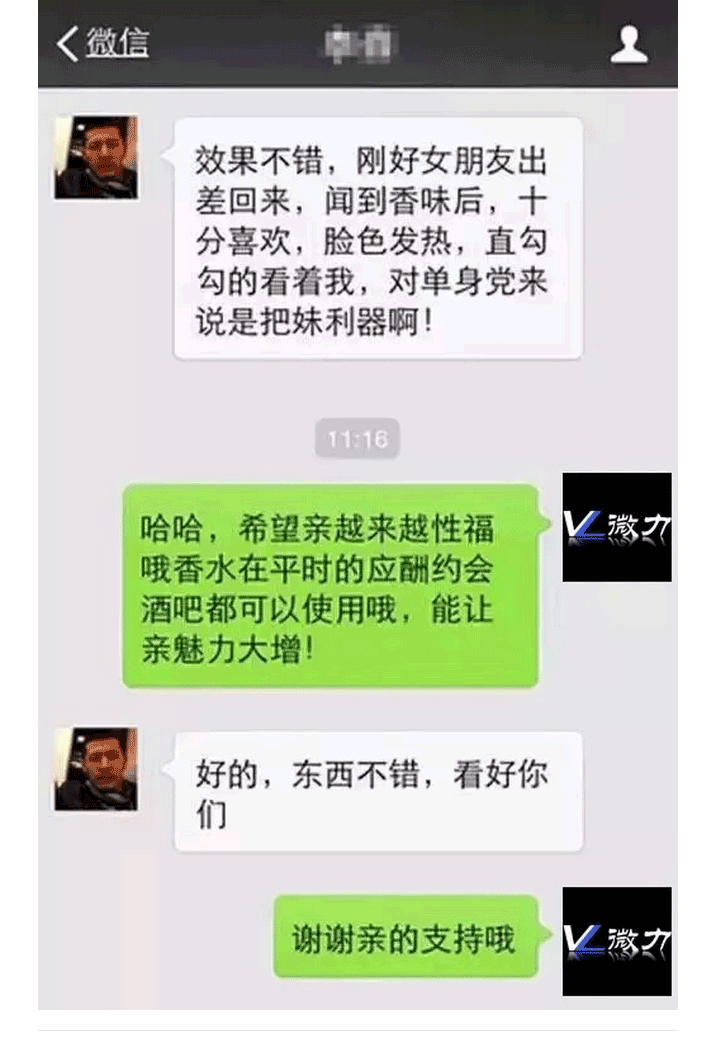 微信
效果不错，刚好女朋友出
差回来，闻到香味后，十
分喜欢，脸色发热，直勾
勾的看着我，对单身党来
说是把妹利器啊！
11:16
哈哈，希望亲越来越性福
哦香水在平时的应酬约会
酒吧都可以使用哦，能让
亲魅力大增！
VL微力
好的，东西不错，看好你
们
谢谢亲的支持哦
VL微力